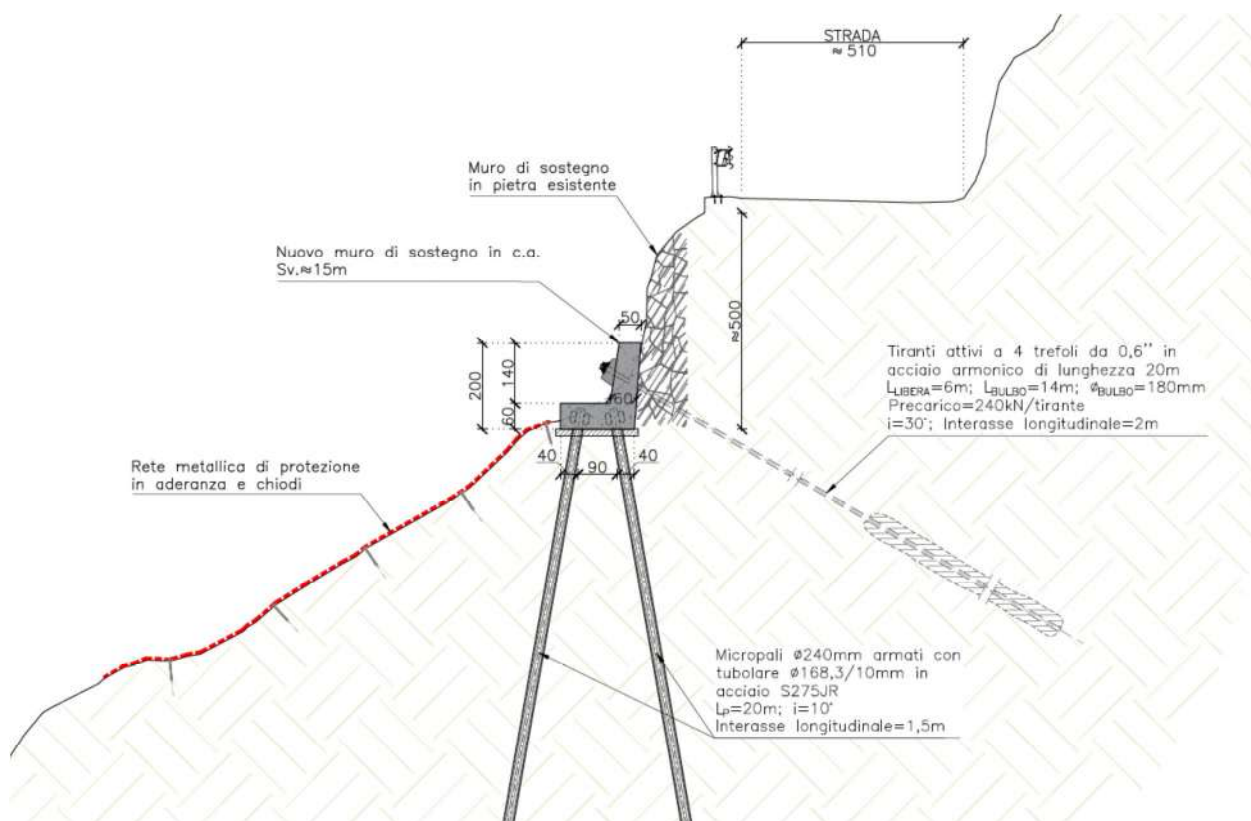 STRADA
≈ 510
Muro di sostegno
in pietra esistente
Nuovo muro di sostegno in c.a.
Sv.≈15m
50
≈500
200
140
60
60
Tiranti attivi a 4 trefoli da 0,6'' in
acciaio armonico di lunghezza 20m
LLIBERA=6m; LBULBO=14m; øBULBO=180mm
Precarico=240kN/tirante
i=30°; Interasse longitudinale=2m
40
90
40
Rete metallica di protezione
in aderanza e chiodi
Micropali ø240mm armati con
tubolare ø168,3/10mm in
acciaio S275JR
Lp=20m; i=10°
Interasse longitudinale=1,5m